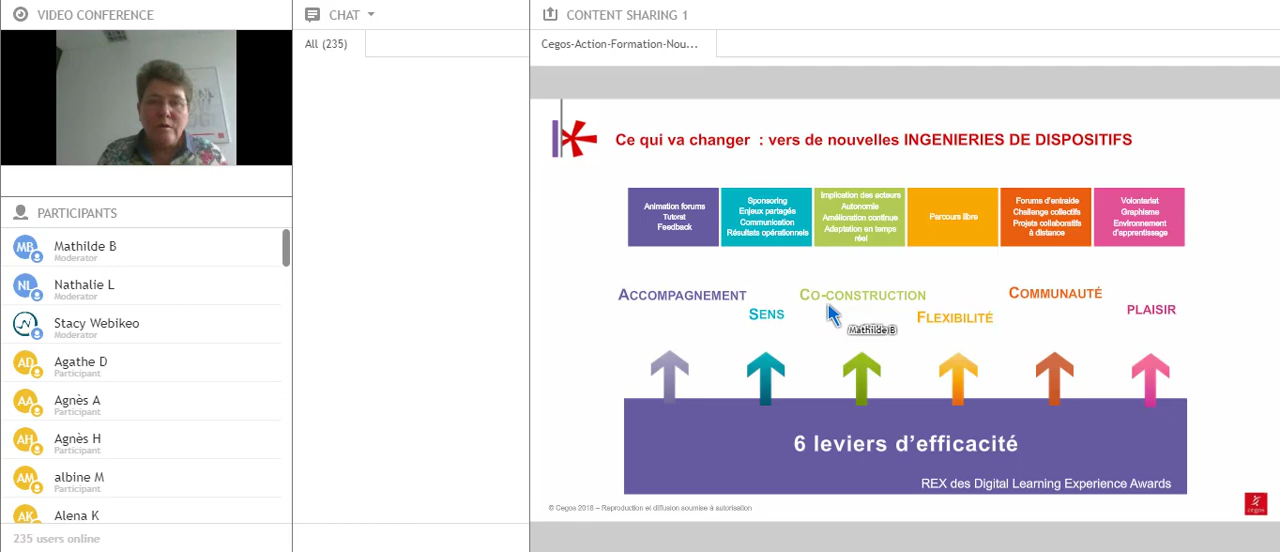 VIDEO CONFERENCE
PARTICIPANTS
MB
Mathilde B
Moderator
NL
Nathalie L
Moderator
Stacy Webikeo
Moderator
AD
Agathe D
Participant
AA
Agnès A
Participant
AH
Agnès H
Participant
AM
albine M
Participant
AK
Alena K
235 users online
CHAT
All (235)
CONTENT SHARING 1
Cegos-Action-Formation-Nou...
Ce qui va changer : vers de nouvelles INGENIERIES DE DISPOSITIFS
Animation forums
Tutorat
Feedback
Sponsoring
Enjeux partagés
Communication
Résultats opérationnels
Implication des acteurs
Autonomie
Amélioration continue
Adaptation en temps
réel
Parcours libre
Forums d'entraide
Challenge collectifs
Projets collaboratifs
à distance
Volontariat
Graphisme
Environnement
d'apprentissage
ACCOMPAGNEMENT
SENS
CO-CONSTRUCTION
FLEXIBILITÉ
COMMUNAUTÉ
PLAISIR
Mathilde B
6 leviers d'efficacité
REX des Digital Learning Experience Awards
© Cegos 2018 – Reproduction et diffusion soumise à autorisation
cegos